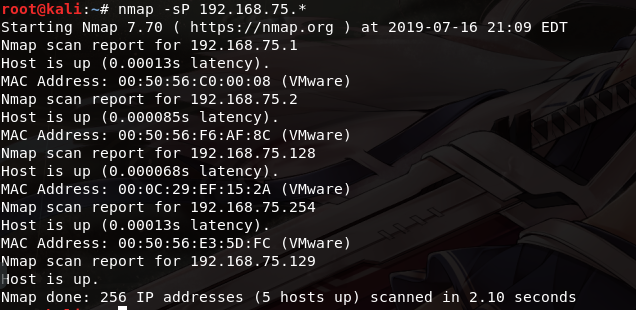 root@kali:~# nmap -sP 192.168.75.*
Starting Nmap 7.70 ( https://nmap.org ) at 2019-07-16 21:09 EDT
Nmap scan report for 192.168.75.1
Host is up (0.00013s latency).
MAC Address: 00:50:56:C0:00:08 (VMware)
Nmap scan report for 192.168.75.2
Host is up (0.000085s latency).
MAC Address: 00:50:56:F6:AF:8C (VMware)
Nmap scan report for 192.168.75.128
Host is up (0.000068s latency).
MAC Address: 00:0C:29:EF:15:2A (VMware)
Nmap scan report for 192.168.75.254
Host is up (0.00013s latency).
MAC Address: 00:50:56:E3:5D:FC (VMware)
Nmap scan report for 192.168.75.129
Host is up.
Nmap done: 256 IP addresses (5 hosts up) scanned in 2.10 seconds